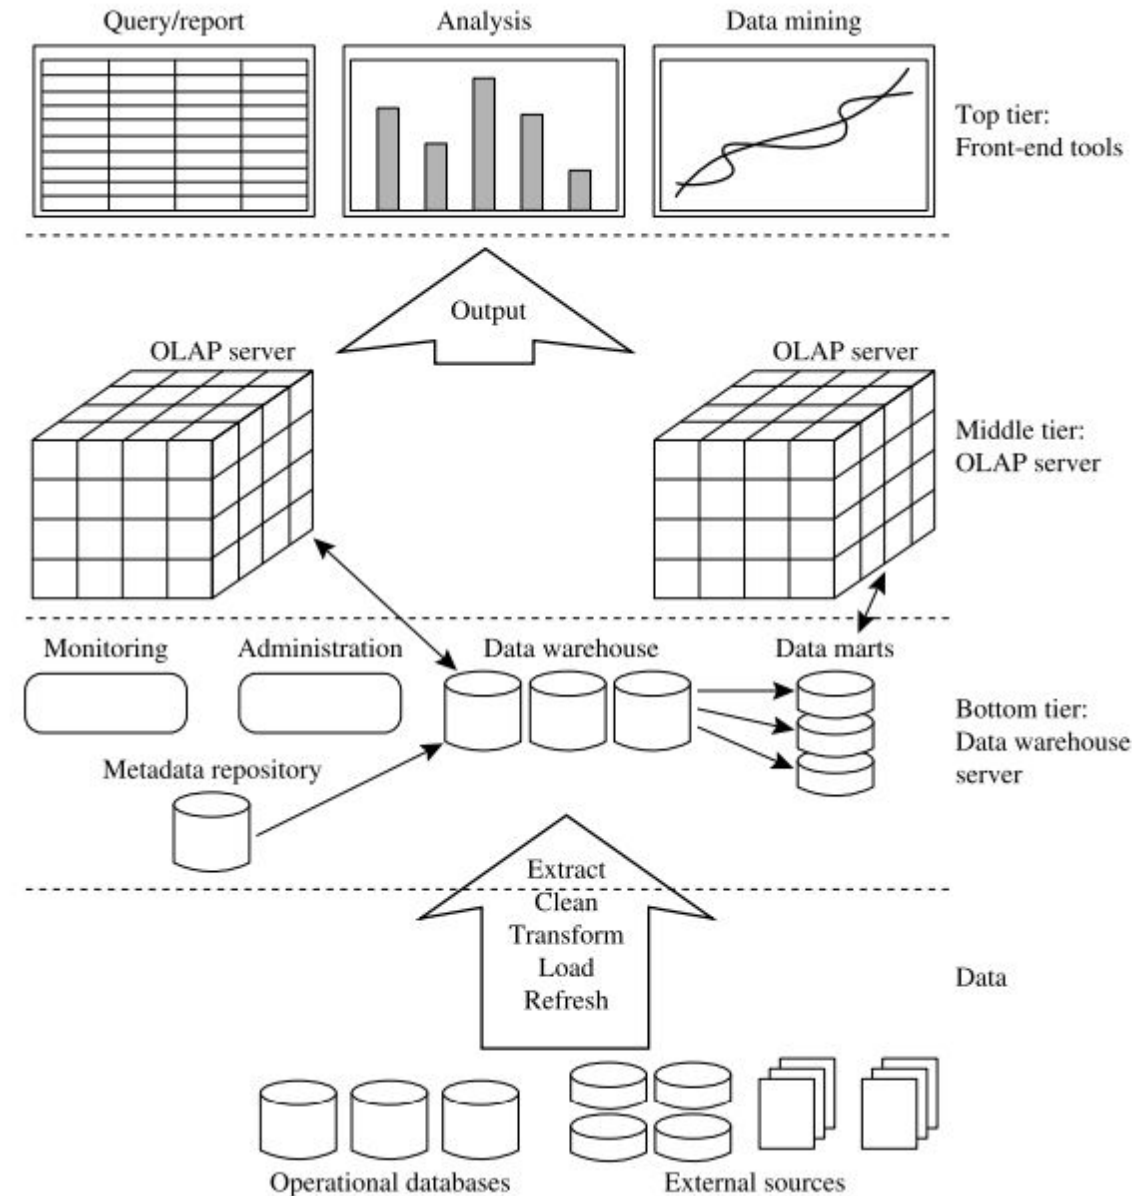 Query/report
Analysis
Data mining
Top tier:
Front-end tools
Output
OLAP server
OLAP server
Middle tier:
OLAP server
Monitoring
Administration
Data warehouse
Data marts
Bottom tier:
Data warehouse
server
Metadata repository
Extract
Clean
Transform
Load
Refresh
Data
Operational databases
External sources